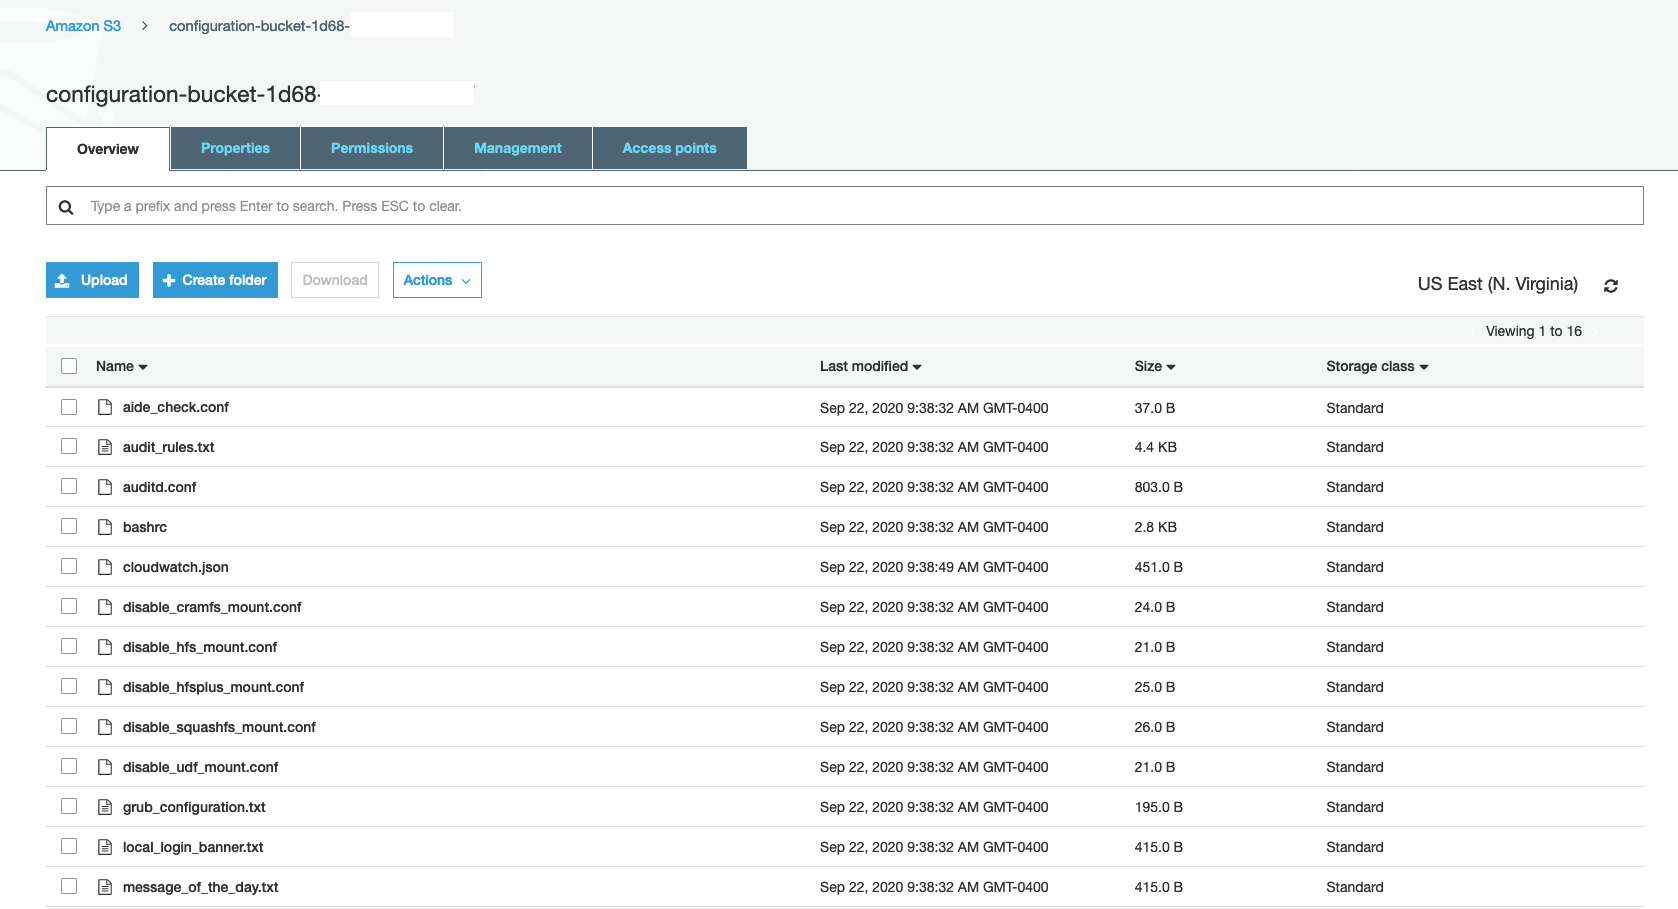 Amazon S3 > configuration-bucket-1d68-
configuration-bucket-1d68-
Overview Properties Permissions Management Access points
Type a prefix and press Enter to search. Press ESC to clear.
Upload + Create folder Download Actions US East (N. Virginia)
Viewing 1 to 16
Name Last modified Size Storage class
aide_check.conf Sep 22, 2020 9:38:32 AM GMT-0400 37.0 B Standard
audit_rules.txt Sep 22, 2020 9:38:32 AM GMT-0400 4.4 KB Standard
auditd.conf Sep 22, 2020 9:38:32 AM GMT-0400 803.0 B Standard
bashrc Sep 22, 2020 9:38:32 AM GMT-0400 2.8 KB Standard
cloudwatch.json Sep 22, 2020 9:38:49 AM GMT-0400 451.0 B Standard
disable_cramfs_mount.conf Sep 22, 2020 9:38:32 AM GMT-0400 24.0 B Standard
disable_hfs_mount.conf Sep 22, 2020 9:38:32 AM GMT-0400 21.0 B Standard
disable_hfsplus_mount.conf Sep 22, 2020 9:38:32 AM GMT-0400 25.0 B Standard
disable_squashfs_mount.conf Sep 22, 2020 9:38:32 AM GMT-0400 26.0 B Standard
disable_udf_mount.conf Sep 22, 2020 9:38:32 AM GMT-0400 21.0 B Standard
grub_configuration.txt Sep 22, 2020 9:38:32 AM GMT-0400 195.0 B Standard
local_login_banner.txt Sep 22, 2020 9:38:32 AM GMT-0400 415.0 B Standard
message_of_the_day.txt Sep 22, 2020 9:38:32 AM GMT-0400 415.0 B Standard